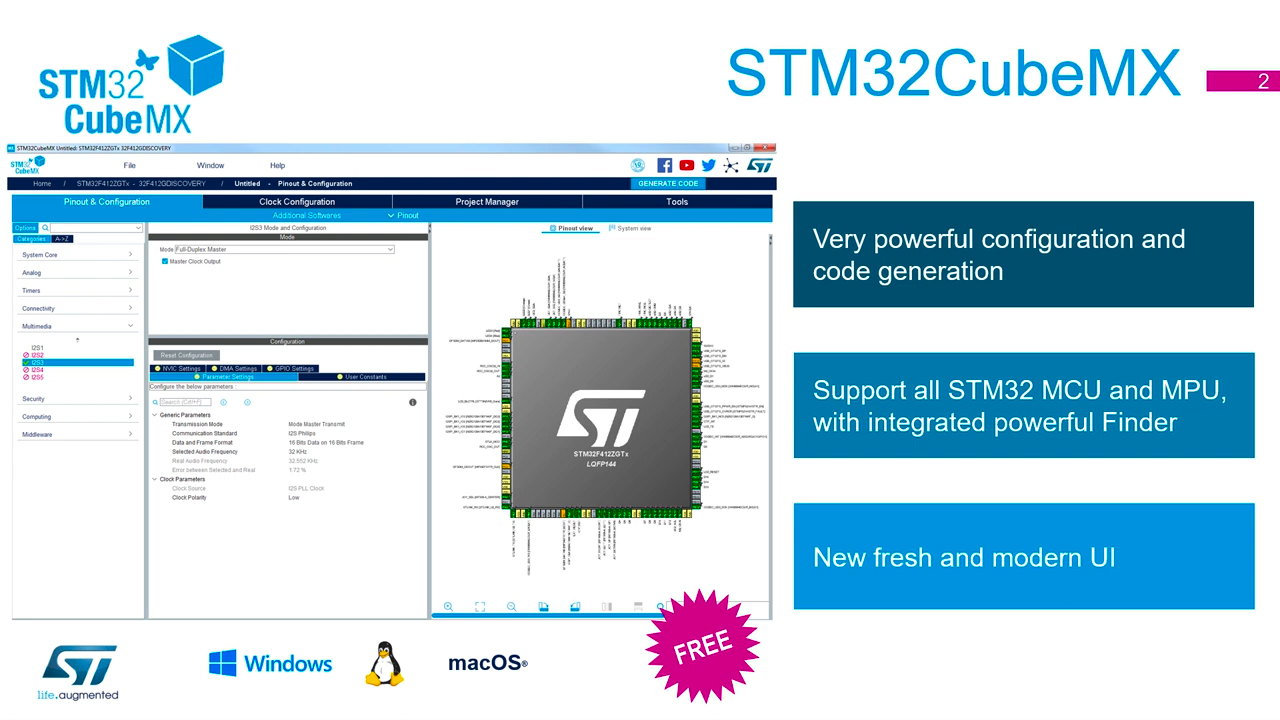 STM32
CubeMX
STM32CubeMX
2
STM32CubeMX Untitled: STM32F412ZGTx 32F412GDISCOVERY
STM32
CubeMX
File
Window
Help
Home / STM32F412ZGTx - 32F412GDISCOVERY / Untitled - Pinout & Configuration
GENERATE CODE
Pinout & Configuration
Clock Configuration
Project Manager
Tools
Additional Softwares
Pinout
Options
Categories
A->Z
System Core
Analog
Timers
Connectivity
Multimedia
I2S1
I2S2
I2S3
I2S4
I2S5
Security
Computing
Middleware
I2S3 Mode and Configuration
Mode
Mode Full-Duplex Master
Master Clock Output
Configuration
Reset Configuration
NVIC Settings
DMA Settings
GPIO Settings
Parameter Settings
User Constants
Configure the below parameters :
Search (Ctrl+F)
Generic Parameters
Transmission Mode Mode Master Transmit
Communication Standard I2S Philips
Data and Frame Format 16 Bits Data on 16 Bits Frame
Selected Audio Frequency 32 KHz
Real Audio Frequency 32.552 KHz
Error between Selected and Real 1.72 %
Clock Parameters
Clock Source I2S PLL Clock
Clock Polarity Low
Pinout view
System view
STM32F412ZGTx
LQFP144
Very powerful configuration and
code generation
Support all STM32 MCU and MPU,
with integrated powerful Finder
New fresh and modern UI
FREE
ST
life.augmented
Windows
macOS®